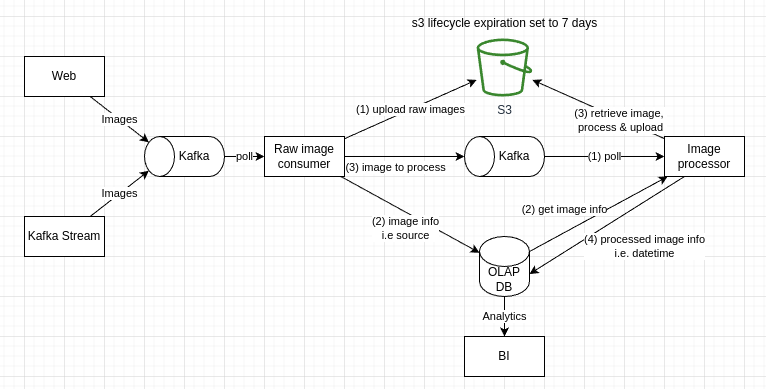 s3 lifecycle expiration set to 7 days
Web
Images
(1) upload raw images
S3
(3) retrieve image,
process & upload
Kafka
poll
Raw image
consumer
(3) image to process
Kafka
(1) poll
Image
processor
Images
Kafka Stream
(2) image info
i.e source
(2) get image info
(4) processed image info
i.e. datetime
OLAP
DB
Analytics
BI